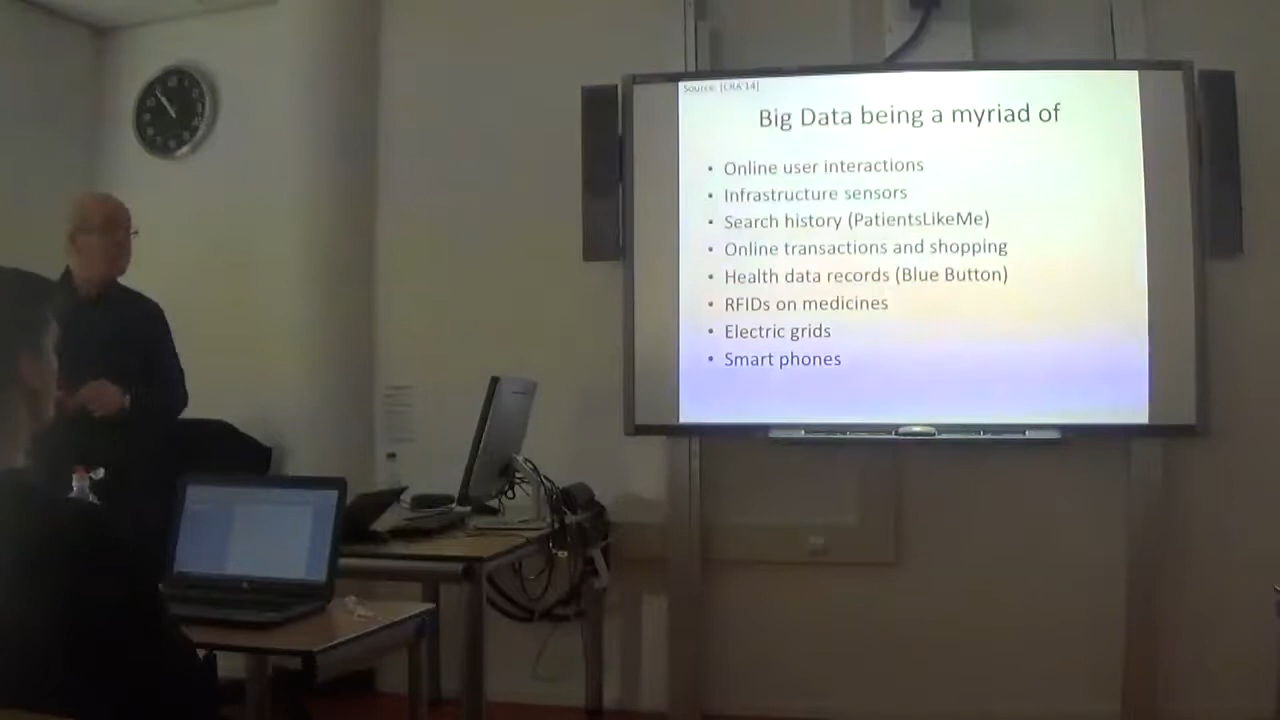 Source: [CRA'14]
Big Data being a myriad of
• Online user interactions
• Infrastructure sensors
• Search history (PatientsLikeMe)
• Online transactions and shopping
• Health data records (Blue Button)
• RFIDs on medicines
• Electric grids
• Smart phones